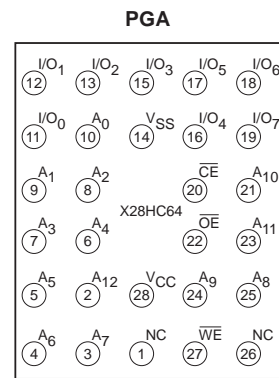 PGA
I/O1 I/O2 I/O3 I/O5 I/O6
12 13 15 17 18
I/O0 A0 VSS I/O4 I/O7
11 10 14 16 19
A1 A2 CE A10
9 8 20 21
X28HC64
A3 A4 OE A11
7 6 22 23
A5 A12 VCC A9 A8
5 2 28 24 25
A6 A7 NC WE NC
4 3 1 27 26